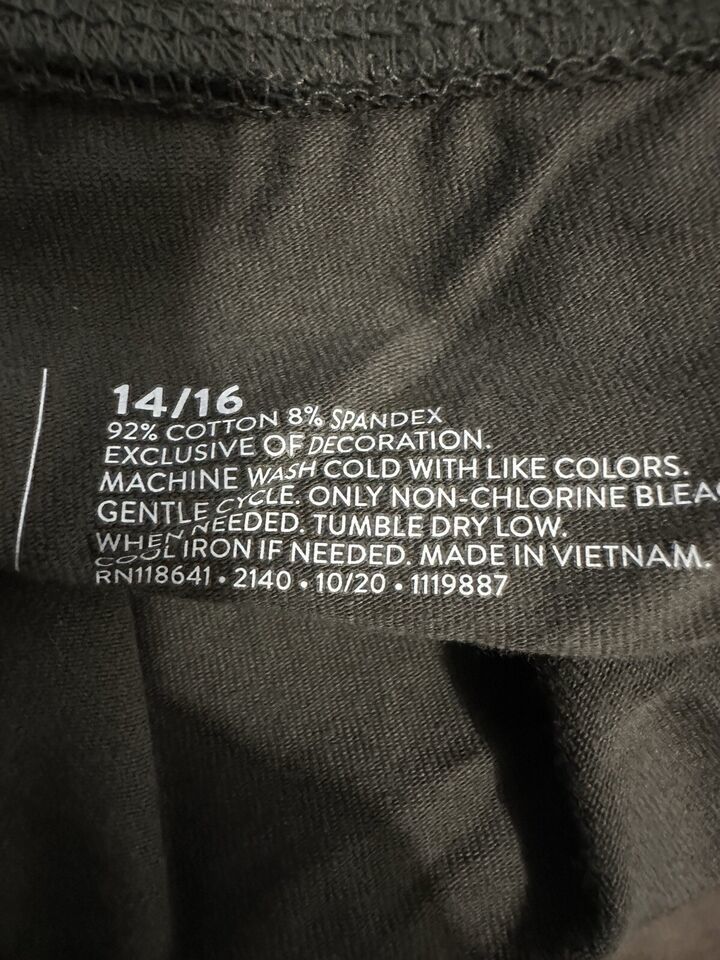 14/16
92% COTTON 8% SPANDEX
EXCLUSIVE OF DECORATION.
MACHINE WASH COLD WITH LIKE COLORS.
GENTLE CYCLE. ONLY NON-CHLORINE BLEA
WHEN NEEDED. TUMBLE DRY LOW.
COOL IRON IF NEEDED. MADE IN VIETNAM.
RN118641 • 2140 • 10/20 • 1119887